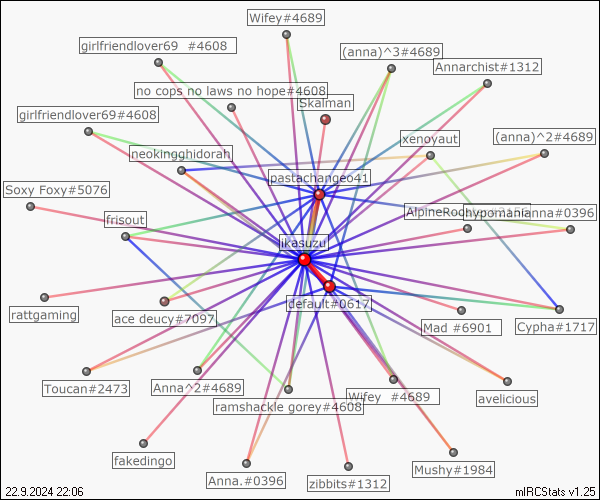 Wifey#4689
girlfriendlover69 #4608
(anna)^3#4689
Annarchist#1312
no cops no laws no hope#4608
Skalman
girlfriendlover69#4608
xenoyaut
(anna)^2#4689
neokingghidorah
pastachange041
Soxy Foxy#5076
frisout
AlpineRoc
hypomanianna#0396
ikasuzu
default#0617
rattgaming
ace deucy#7097
Mad #6901
Cypha#1717
Toucan#2473
Anna^2#4689
ramshackle gorey#4608
Wifey #4689
avelicious
fakedingo
Anna.#0396
zibbits#1312
Mushy#1984
22.9.2024 22:06
mIRCStats v1.25